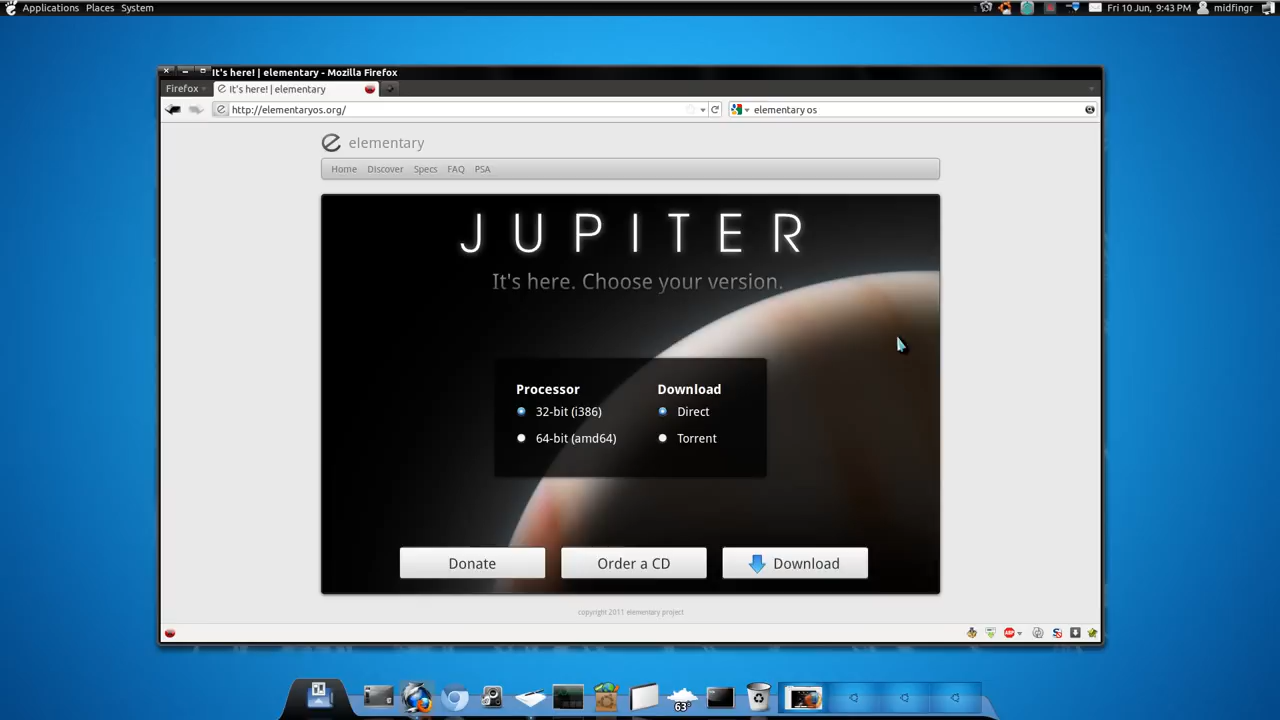 Applications Places System
Fri 10 Jun, 9:43 PM midfingr
It's here! | elementary - Mozilla Firefox
Firefox
It's here! | elementary
http://elementaryos.org/
elementary os
elementary
Home Discover Specs FAQ PSA
JUPITER
It's here. Choose your version.
Processor Download
32-bit (i386) Direct
64-bit (amd64) Torrent
Donate Order a CD Download
copyright 2011 elementary project
ABP
63°